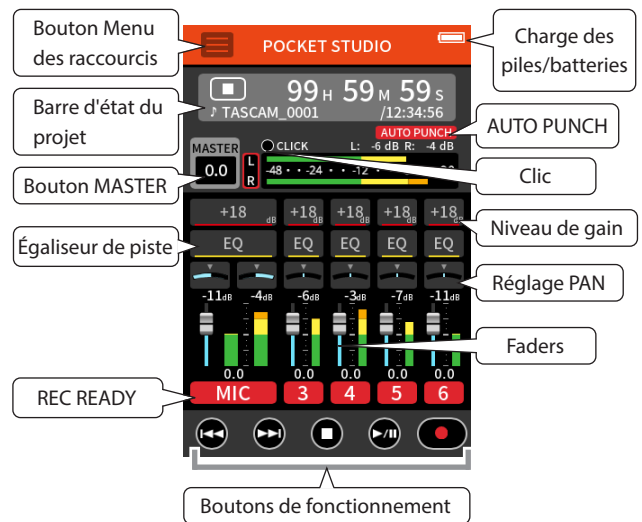 Bouton Menu
des raccourcis
POCKET STUDIO
Charge des
piles/batteries
99 H 59 M 59 S
♪ TASCAM_0001 /12:34:56
Barre d'état du
projet
AUTO PUNCH
AUTO PUNCH
MASTER
0.0
L
R
CLICK L: -6 dB R: -4 dB
-48 • • -24 • • -12 •
Clic
Bouton MASTER
+18 dB +18 dB +18 dB +18 dB +18 dB
Niveau de gain
EQ EQ EQ EQ EQ
Égaliseur de piste
Réglage PAN
-11dB -4dB -6dB -3dB -7dB -11dB
Faders
0.0 0.0 0.0 0.0 0.0
REC READY
MIC 3 4 5 6
Boutons de fonctionnement